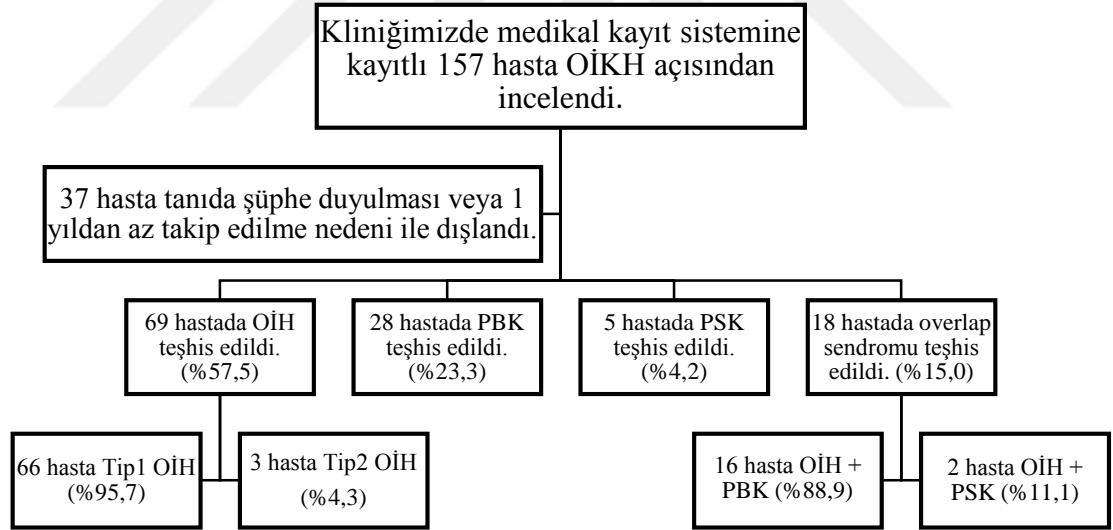 Kliniğimizde medikal kayıt sistemine
kayıtlı 157 hasta OİKH açısından
incelendi.
37 hasta tanıda şüphe duyulması veya 1
yıldan az takip edilme nedeni ile dışlandı.
69 hastada OİH
teşhis edildi.
(%57,5)
28 hastada PBK
teşhis edildi.
(%23,3)
5 hastada PSK
teşhis edildi.
(%4,2)
18 hastada overlap
sendromu teşhis
edildi. (%15,0)
66 hasta Tip1 OİH
(%95,7)
3 hasta Tip2 OİH
(%4,3)
16 hasta OİH +
PBK (%88,9)
2 hasta OİH +
PSK (%11,1)